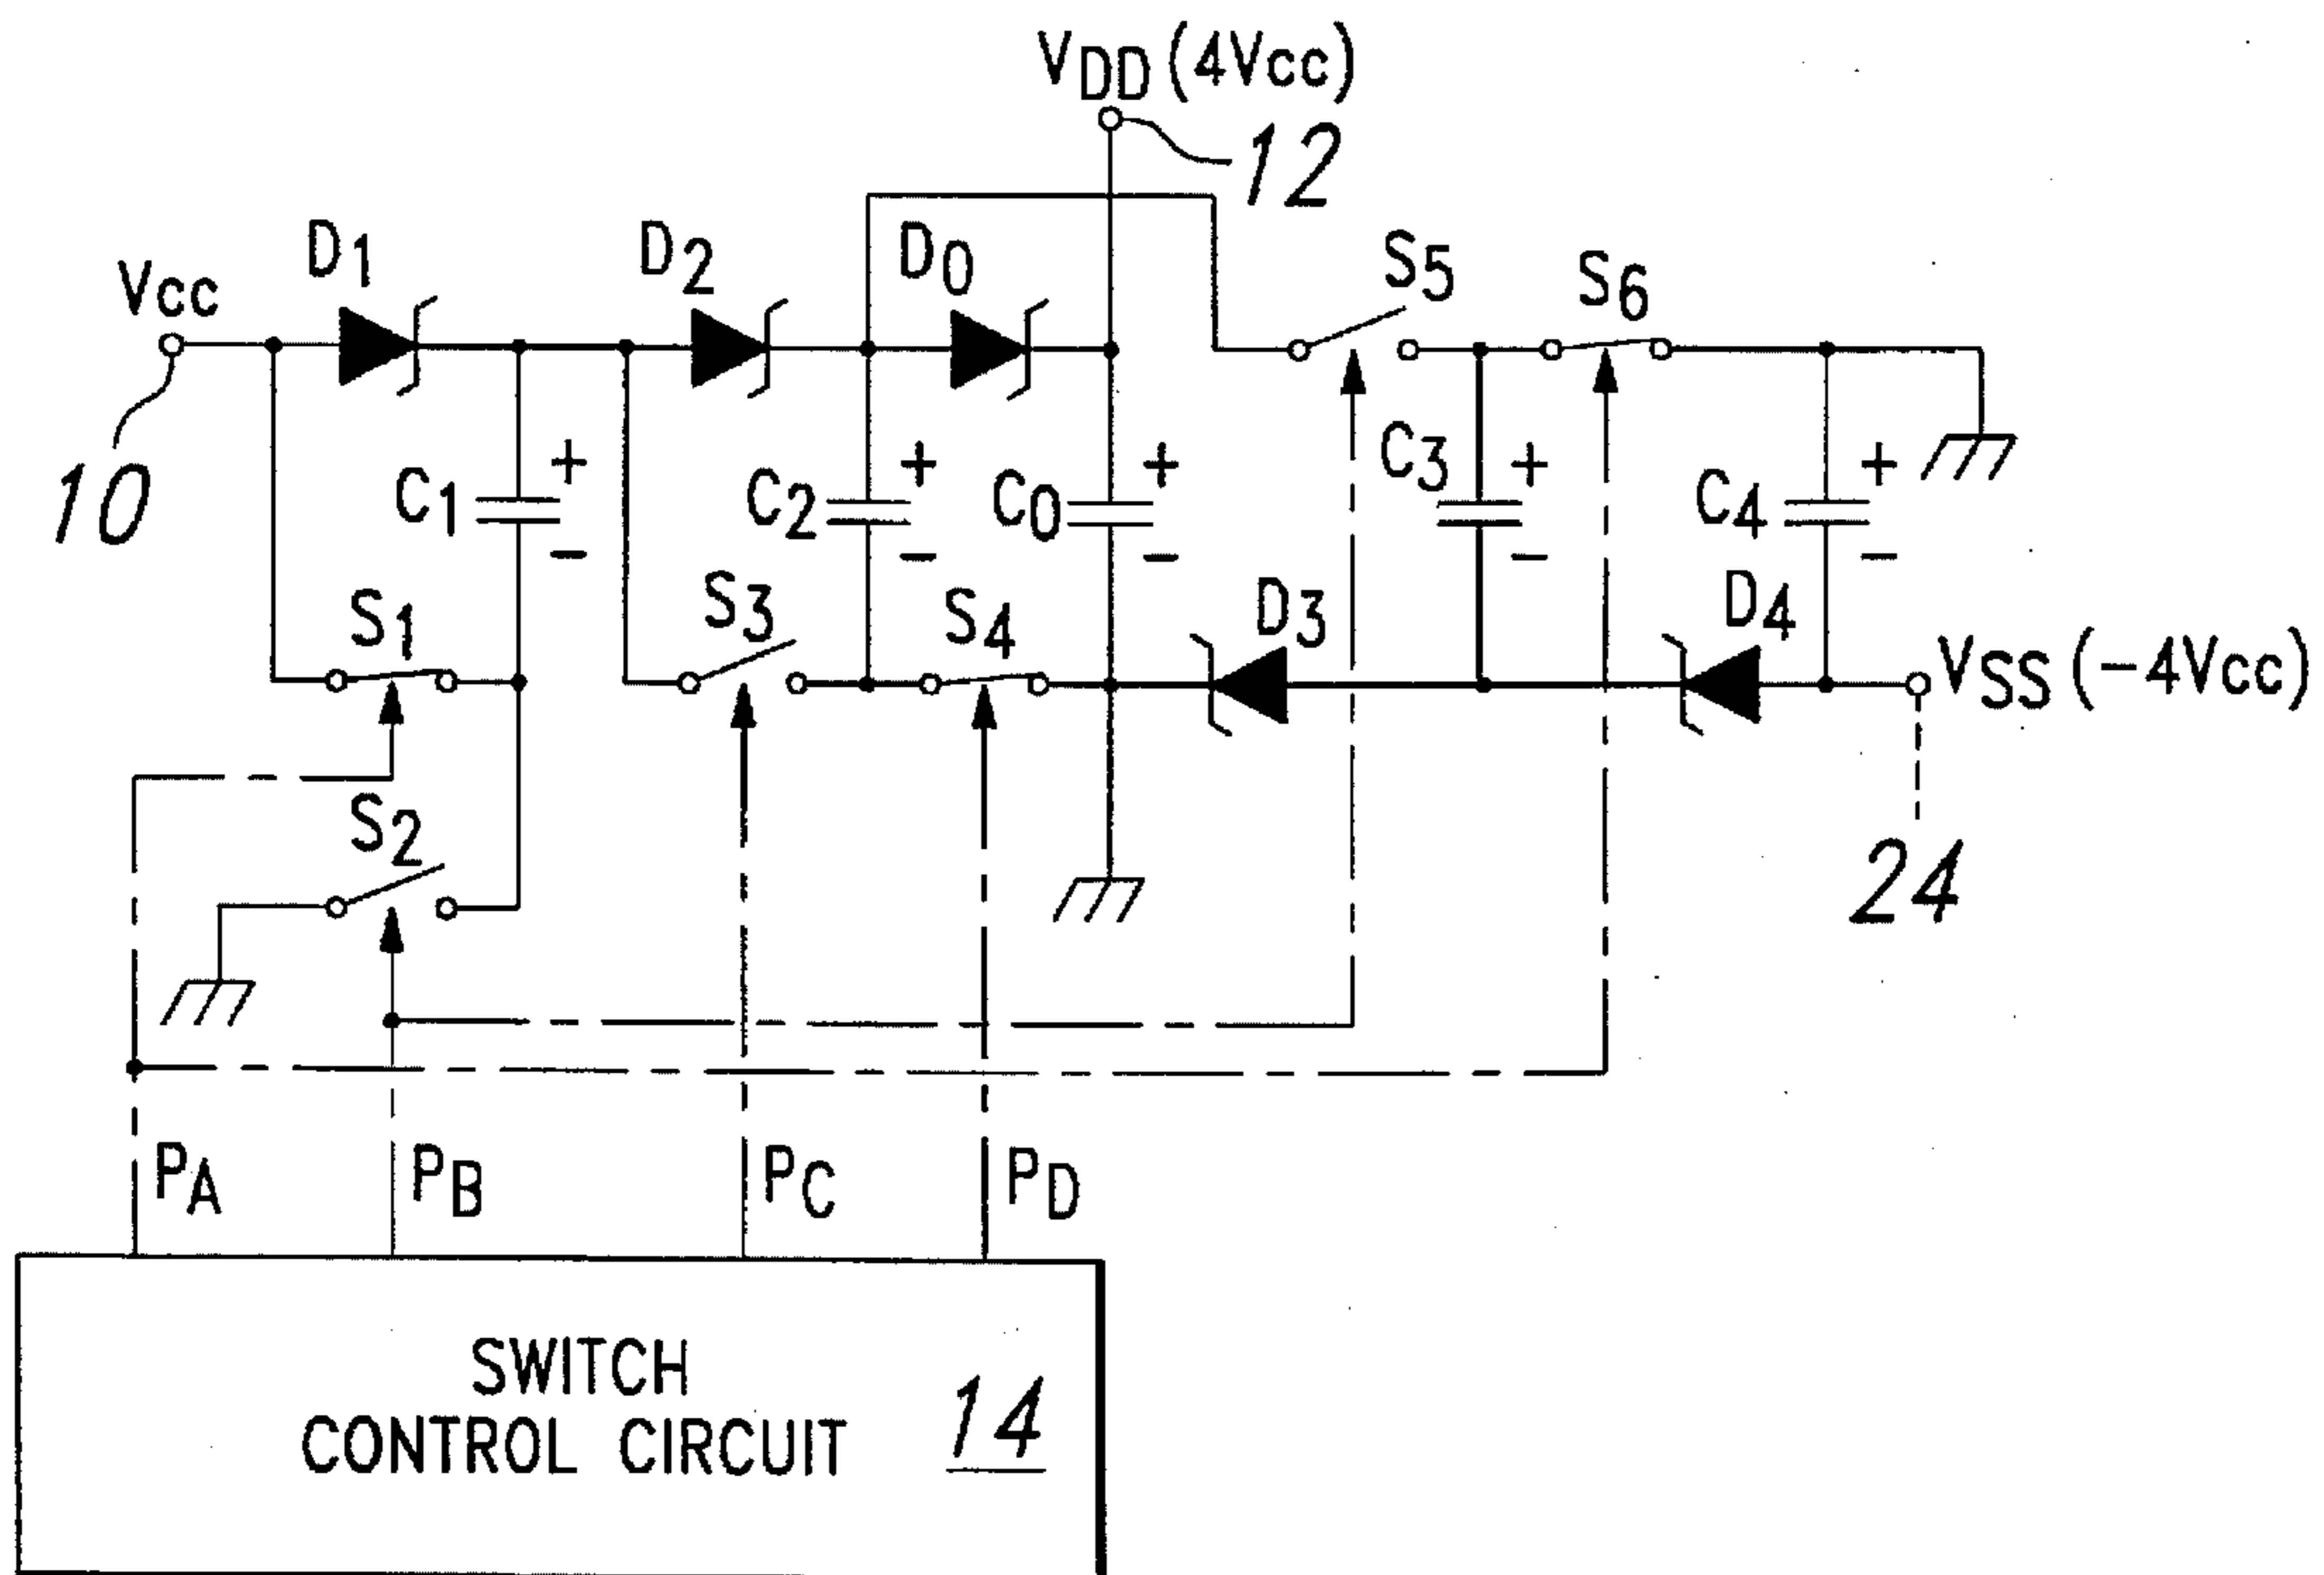 VDD (4Vcc)
12
Vcc
D1
D2
D0
S5
S6
10
C1
+
-
C2
+
-
C0
+
-
C3
+
-
C4
+
-
S1
S3
S4
D3
D4
VSS (-4Vcc)
S2
24
PA
PB
PC
PD
SWITCH
CONTROL CIRCUIT
14